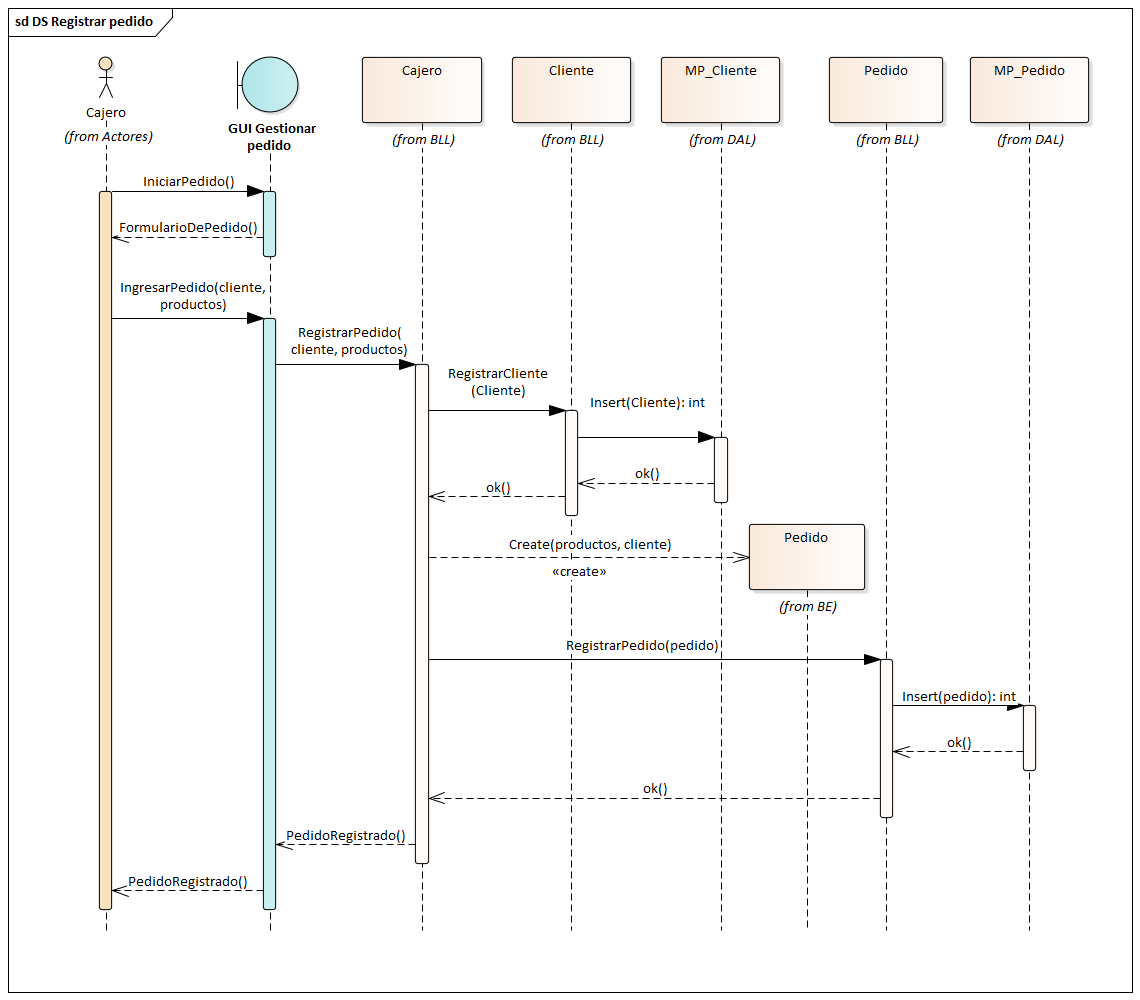 sd DS Registrar pedido
Cajero
(from Actores)
GUI Gestionar
pedido
Cajero
(from BLL)
Cliente
(from BLL)
MP_Cliente
(from DAL)
Pedido
(from BLL)
MP_Pedido
(from DAL)
IniciarPedido()
FormularioDePedido()
IngresarPedido(cliente,
productos)
RegistrarPedido(
cliente, productos)
RegistrarCliente
(Cliente)
Insert(Cliente): int
ok()
ok()
Create(productos, cliente)
«create»
Pedido
(from BE)
RegistrarPedido(pedido)
Insert(pedido): int
ok()
ok()
PedidoRegistrado()
PedidoRegistrado()